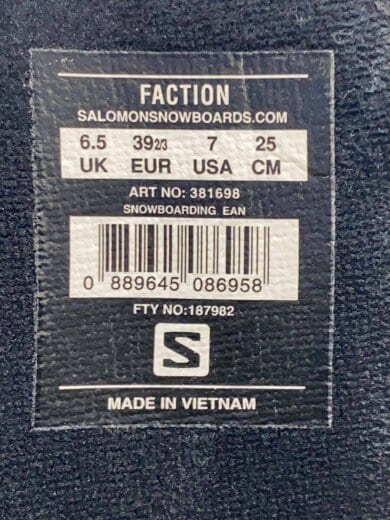 FACTION
SALOMONSNOWBOARDS.COM
6.5 39 2/3 7 25
UK EUR USA CM
ART NO: 381698
SNOWBOARDING EAN
0 889645 086958
FTY NO:187982
S
MADE IN VIETNAM